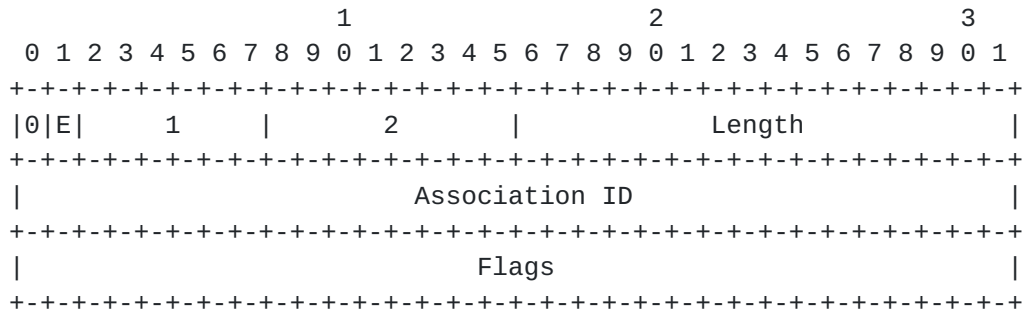 1                   2                   3
 0 1 2 3 4 5 6 7 8 9 0 1 2 3 4 5 6 7 8 9 0 1 2 3 4 5 6 7 8 9 0 1
+-+-+-+-+-+-+-+-+-+-+-+-+-+-+-+-+-+-+-+-+-+-+-+-+-+-+-+-+-+-+-+-+
|0|E|     1     |       2       |            Length             |
+-+-+-+-+-+-+-+-+-+-+-+-+-+-+-+-+-+-+-+-+-+-+-+-+-+-+-+-+-+-+-+-+
|                         Association ID                        |
+-+-+-+-+-+-+-+-+-+-+-+-+-+-+-+-+-+-+-+-+-+-+-+-+-+-+-+-+-+-+-+-+
|                             Flags                             |
+-+-+-+-+-+-+-+-+-+-+-+-+-+-+-+-+-+-+-+-+-+-+-+-+-+-+-+-+-+-+-+-+